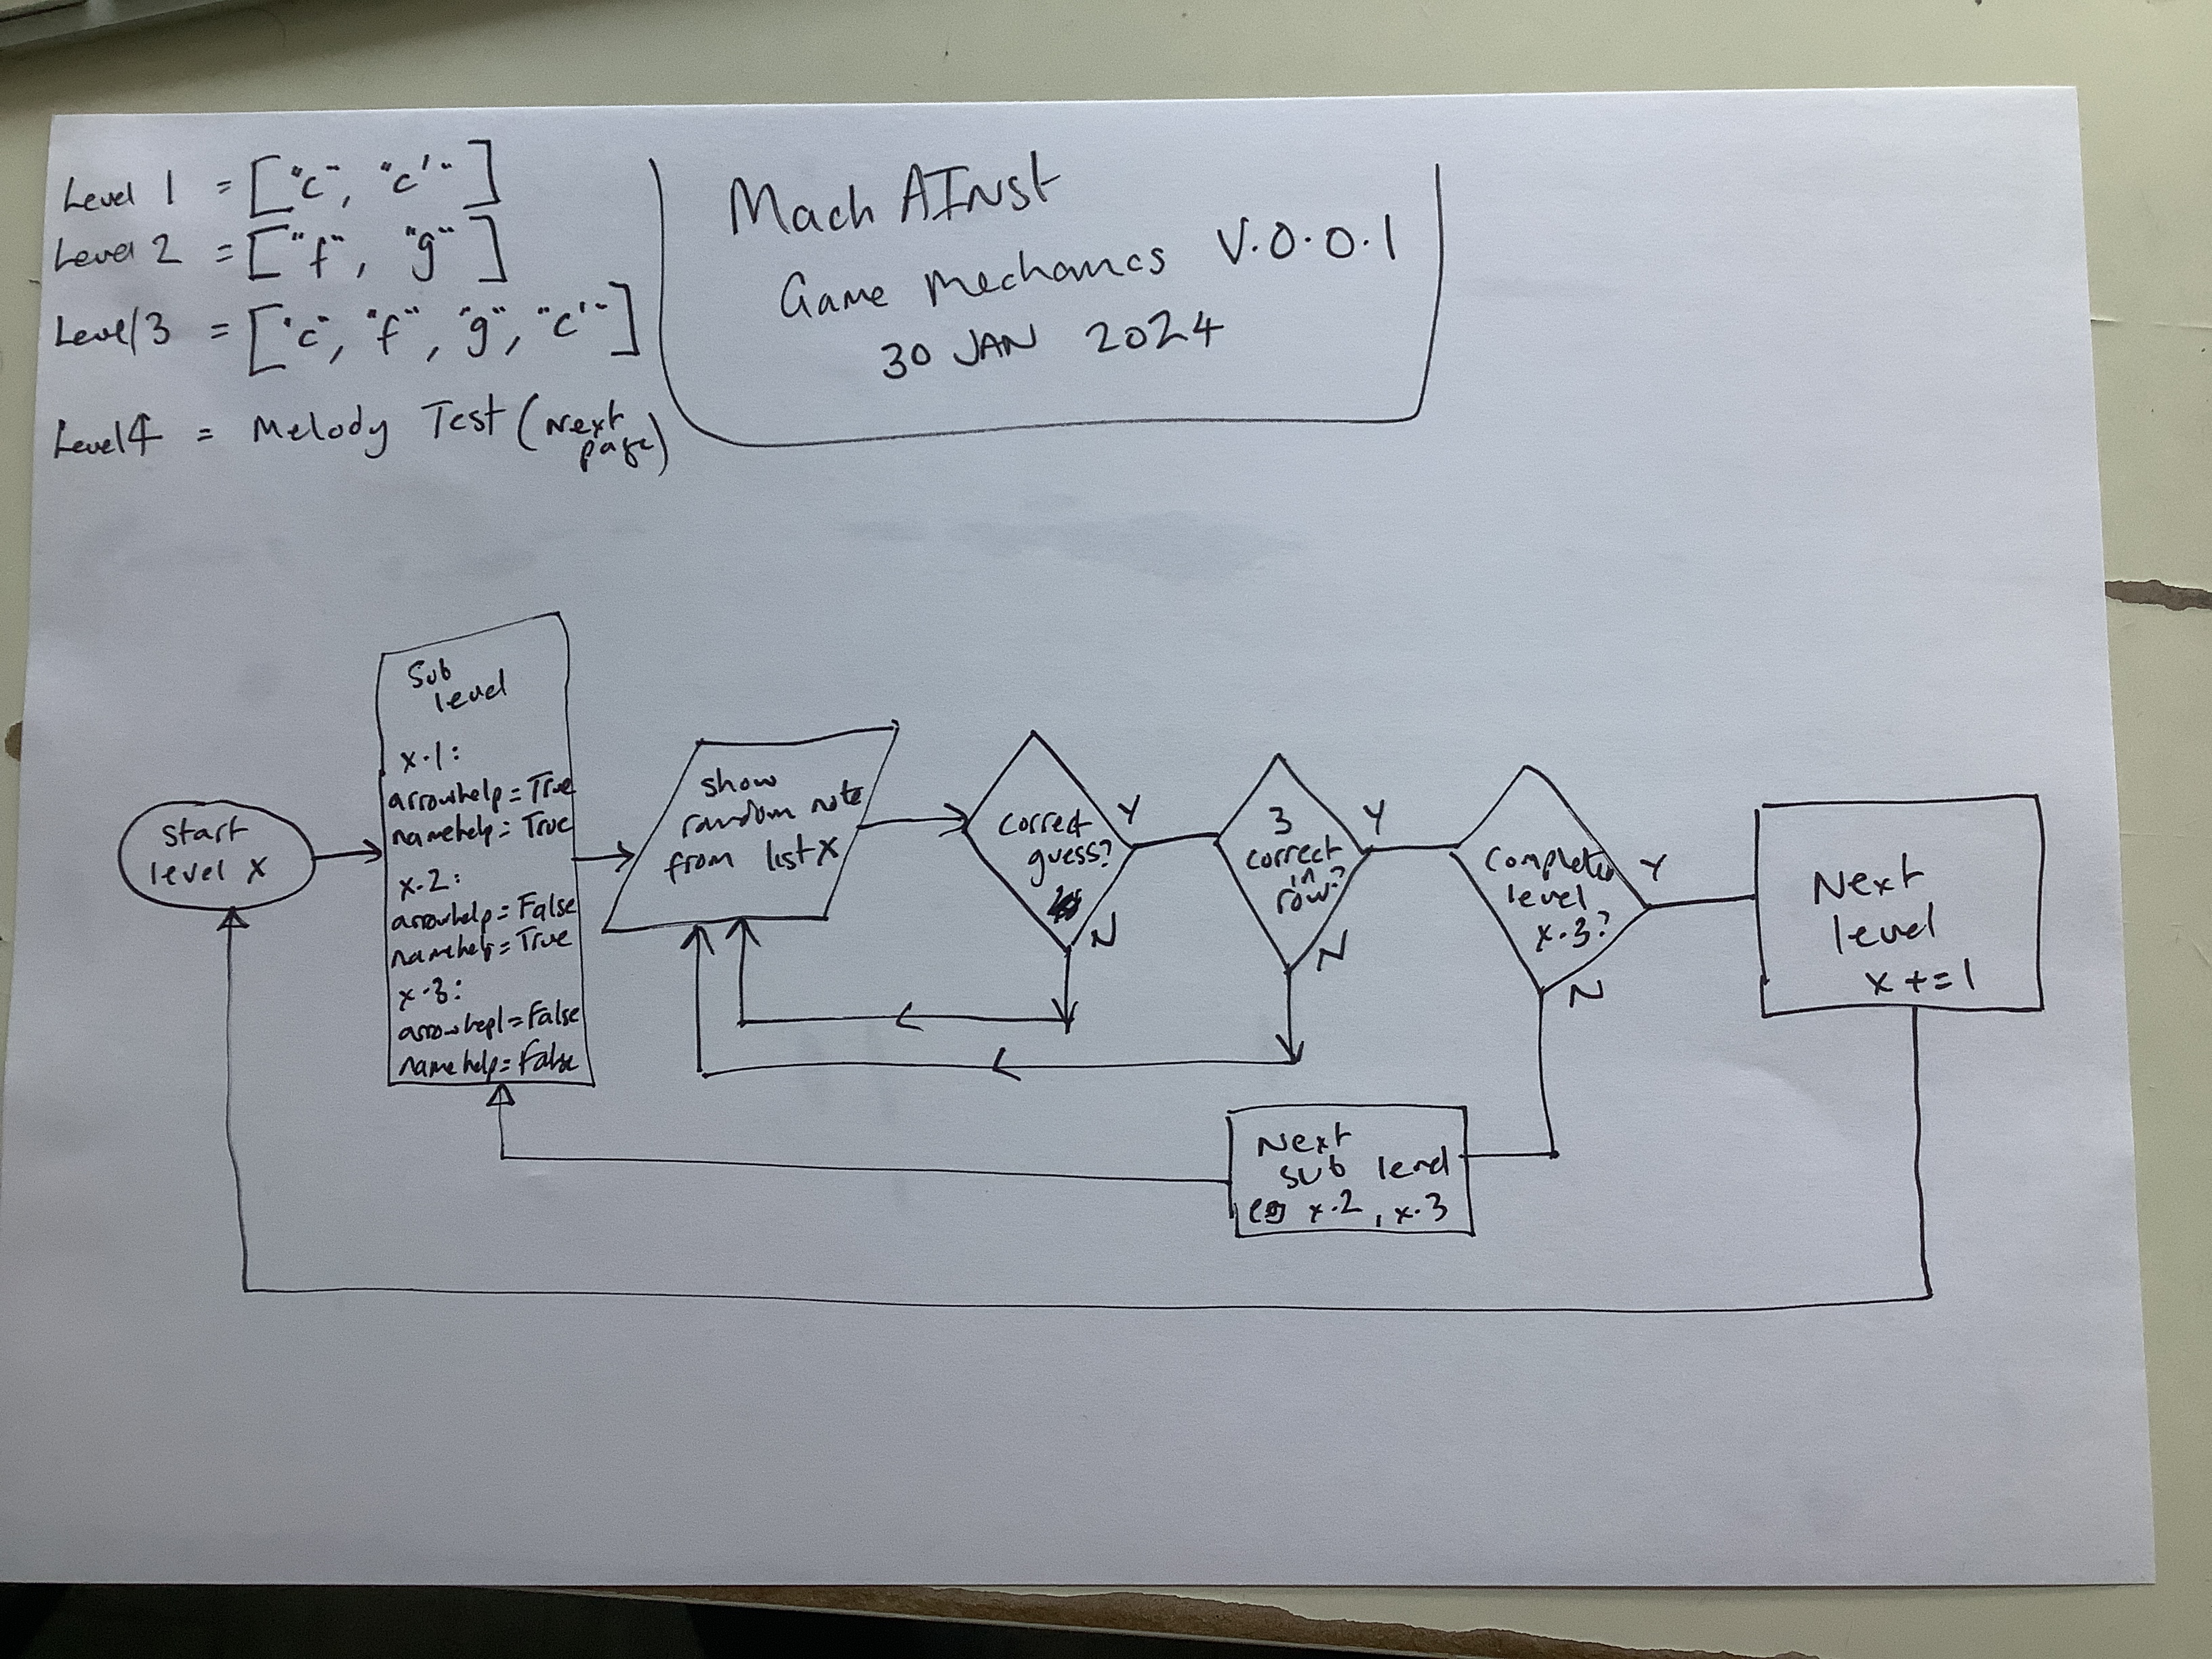 Level 1 = ["c", "c'"]
Level 2 = ["f", "g"]
Level 3 = ["c", "f", "g", "c'"]
Level 4 = Melody Test (Next
page)
Mach AINst
Game Mechanics V.0.0.1
30 JAN 2024
start
level x
Sub
level
x.1:
arrowhelp = True
namehelp = True
x.2:
arrowhelp = False
namehelp = True
x.3:
arrowhepl = False
namehelp = False
show
random note
from list x
correct
guess?
Y
N
3
correct
in
row?
Y
N
Completed
level
x.3?
Y
N
Next
level
x += 1
Next
sub level
eg x.2, x.3